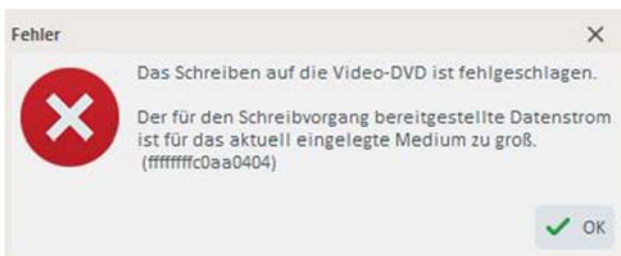 Fehler
Das Schreiben auf die Video-DVD ist fehlgeschlagen.
Der für den Schreibvorgang bereitgestellte Datenstrom
ist für das aktuell eingelegte Medium zu groß.
(ffffffffc0aa0404)
OK